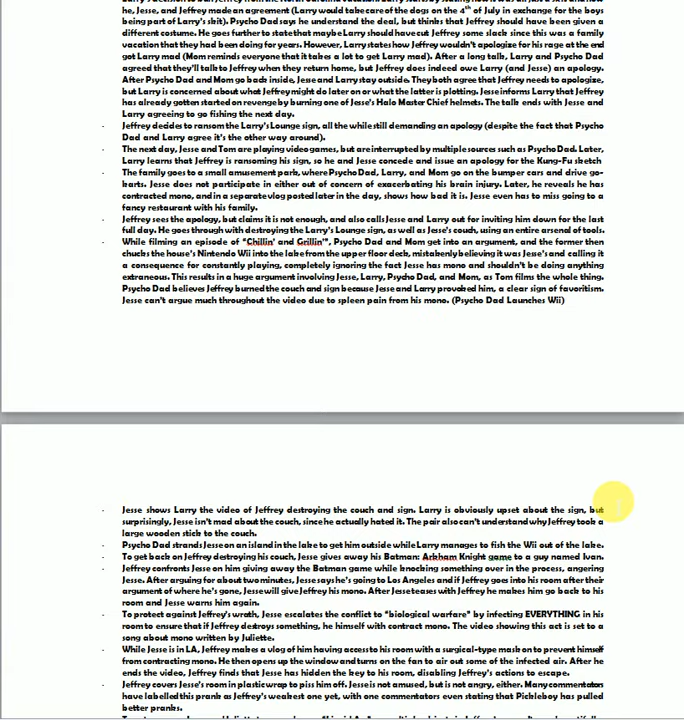 he, Jesse, and Jeffrey made an agreement (Larry would take care of the dogs on the 4th of July in exchange for the boys
being part of Larry's skit). Psycho Dad says he understand the deal, but thinks that Jeffrey should have been given a
different costume. He goes further to state that maybe Larry should have cut Jeffrey some slack since this was a family
vacation that they had been doing for years. However, Larry states how Jeffrey wouldn't apologize for his rage at the end
got Larry mad (Mom reminds everyone that it takes a lot to get Larry mad). After a long talk, Larry and Psycho Dad
agreed that they'll talk to Jeffrey when they return home, but Jeffrey does indeed owe Larry (and Jesse) an apology.
After Psycho Dad and Mom go back inside, Jesse and Larry stay outside. They both agree that Jeffrey needs to apologize,
but Larry is concerned about what Jeffrey might do later on or what the latter is plotting. Jesse informs Larry that Jeffrey
has already gotten started on revenge by burning one of Jesse's Halo Master Chief helmets. The talk ends with Jesse and
Larry agreeing to go fishing the next day.
- Jeffrey decides to ransom the Larry's Lounge sign, all the while still demanding an apology (despite the fact that Psycho
Dad and Larry agree it's the other way around).
- The next day, Jesse and Tom are playing video games, but are interrupted by multiple sources such as Psycho Dad. Later,
Larry learns that Jeffrey is ransoming his sign, so he and Jesse concede and issue an apology for the Kung-Fu sketch
- The family goes to a small amusement park, where Psycho Dad, Larry, and Mom go on the bumper cars and drive go-
karts. Jesse does not participate in either out of concern of exacerbating his brain injury. Later, he reveals he has
contracted mono, and in a separate vlog posted later in the day, shows how bad it is. Jesse even has to miss going to a
fancy restaurant with his family.
- Jeffrey sees the apology, but claims it is not enough, and also calls Jesse and Larry out for inviting him down for the last
full day. He goes through with destroying the Larry's Lounge sign, as well as Jesse's couch, using an entire arsenal of tools.
- While filming an episode of "Chillin' and Grillin'", Psycho Dad and Mom get into an argument, and the former then
chucks the house's Nintendo Wii into the lake from the upper floor deck, mistakenly believing it was Jesse's and calling it
a consequence for constantly playing, completely ignoring the fact Jesse has mono and shouldn't be doing anything
extraneous. This results in a huge argument involving Jesse, Larry, Psycho Dad, and Mom, as Tom films the whole thing.
Psycho Dad believes Jeffrey burned the couch and sign because Jesse and Larry provoked him, a clear sign of favoritism.
Jesse can't argue much throughout the video due to spleen pain from his mono. (Psycho Dad Launches Wii)
- Jesse shows Larry the video of Jeffrey destroying the couch and sign. Larry is obviously upset about the sign, but
surprisingly, Jesse isn't mad about the couch, since he actually hated it. The pair also can't understand why Jeffrey took a
large wooden stick to the couch.
- Psycho Dad strands Jesse on an island in the lake to get him outside while Larry manages to fish the Wii out of the lake.
- To get back on Jeffrey destroying his couch, Jesse gives away his Batman: Arkham Knight game to a guy named Ivan.
- Jeffrey confronts Jesse on him giving away the Batman game while knocking something over in the process, angering
Jesse. After arguing for about two minutes, Jesse says he's going to Los Angeles and if Jeffrey goes into his room after their
argument of where he's gone, Jesse will give Jeffrey his mono. After Jesse teases with Jeffrey he makes him go back to his
room and Jesse warns him again.
- To protect against Jeffrey's wrath, Jesse escalates the conflict to "biological warfare" by infecting EVERYTHING in his
room to ensure that if Jeffrey destroys something, he himself with contract mono. The video showing this act is set to a
song about mono written by Juliette.
- While Jesse is in LA, Jeffrey makes a vlog of him having access to his room with a surgical-type mask on to prevent himself
from contracting mono. He then opens up the window and turns on the fan to air out some of the infected air. After he
ends the video, Jeffrey finds that Jesse has hidden the key to his room, disabling Jeffrey's actions to escape.
- Jeffrey covers Jesse's room in plastic wrap to piss him off. Jesse is not amused, but is not angry, either. Many commentators
have labelled this prank as Jeffrey's weakest one yet, with one commentators even stating that Pickleboy has pulled
better pranks.